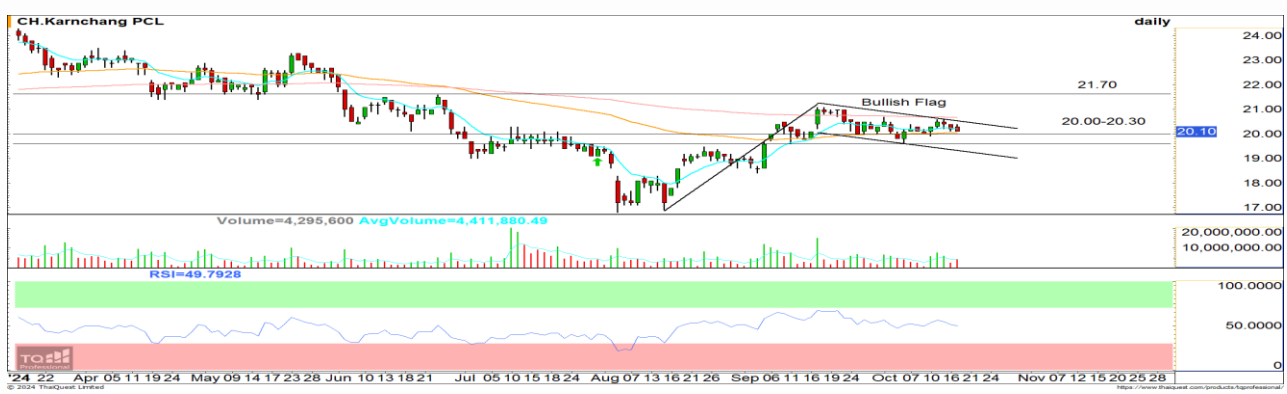 CH.Karnchang PCL daily
24.00
23.00
22.00
21.70
21.00
Bullish Flag
20.00-20.30
20.10
20.00
19.00
18.00
17.00
Volume=4,295,600 AvgVolume=4,411,880.49
20,000,000.00
10,000,000.00
RSI=49.7928
100.0000
50.0000
0
TQ
Professional
'24 22 Apr 05 11 19 24 May 09 14 17 23 28 Jun 10 13 18 21 Jul 05 10 15 18 24 Aug 07 13 16 21 26 Sep 06 11 16 19 24 Oct 07 10 16 21 24 Nov 07 12 15 20 25 28
© 2024 ThaiQuest Limited https://www.thaiquest.com/products/tqprofessional/